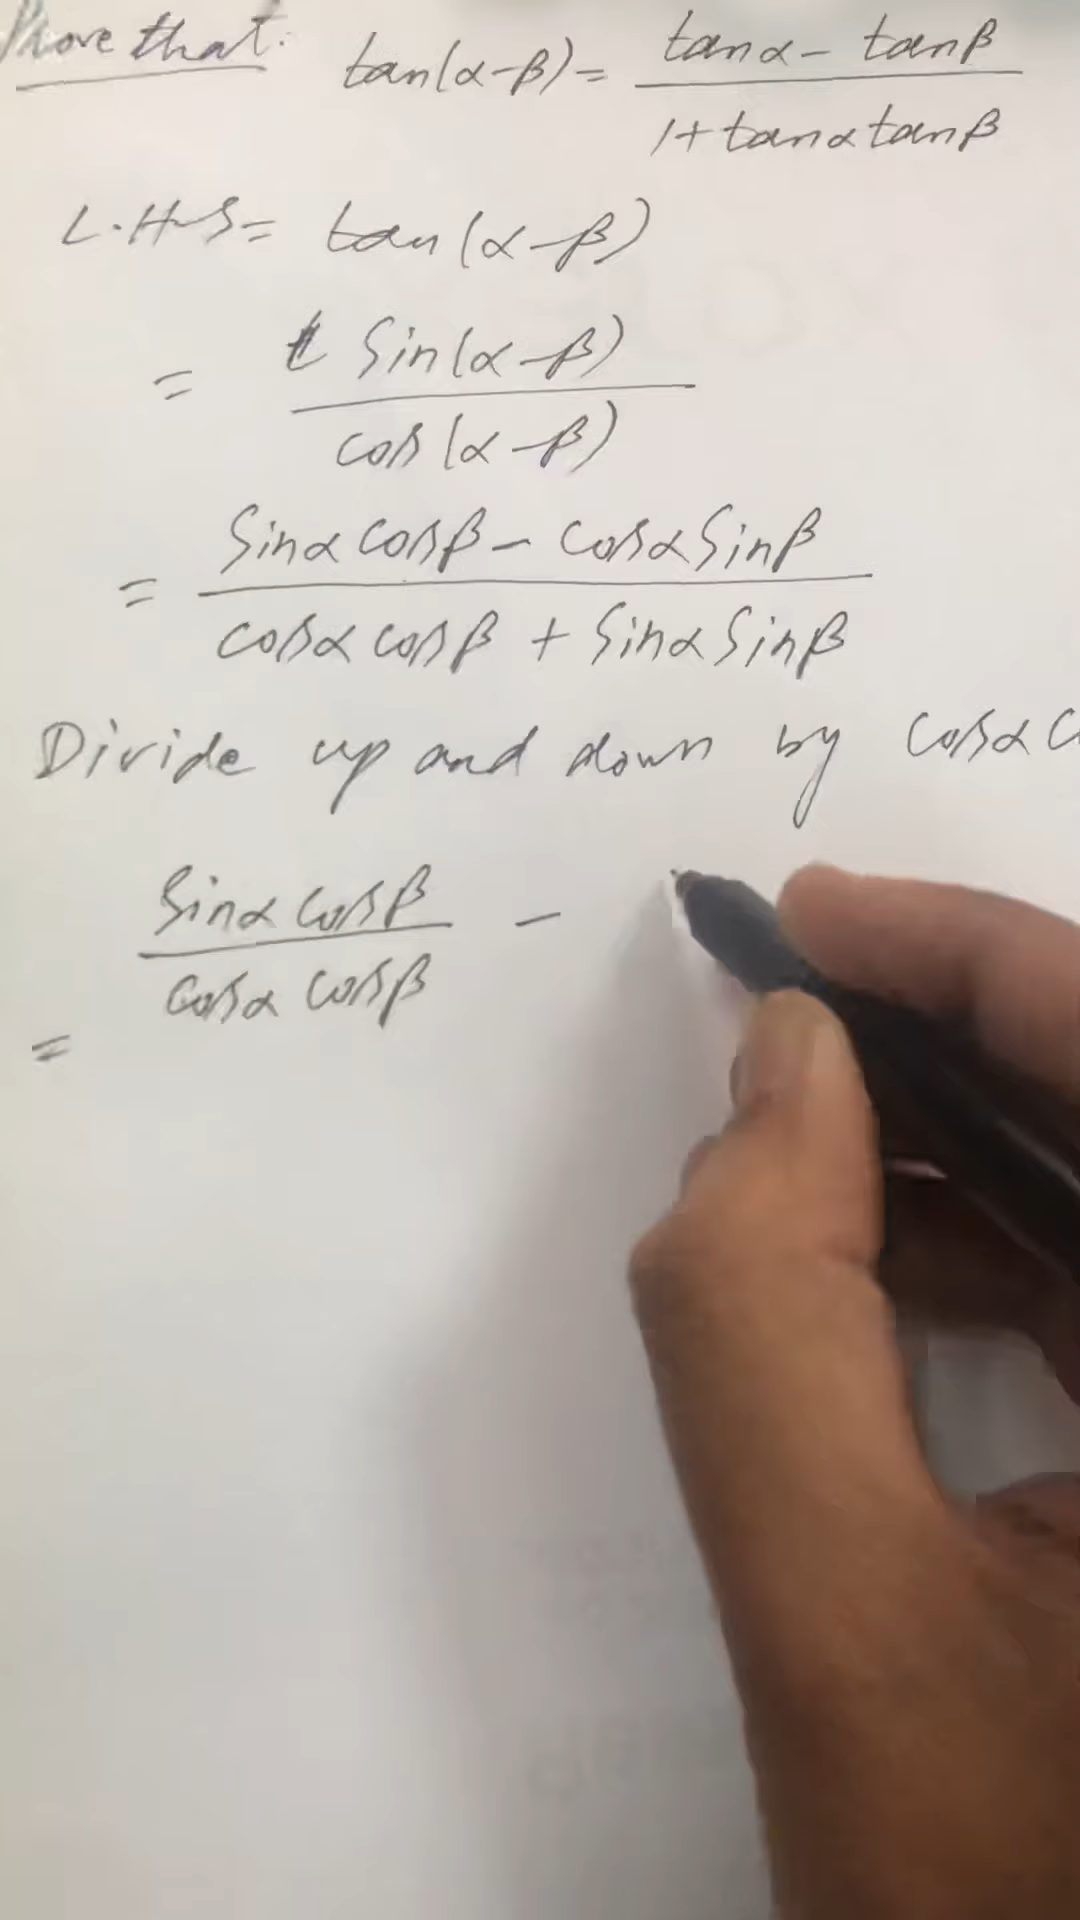 Prove that: tan(α-β) = (tanα - tanβ) / (1+tanα tanβ)
L.H.S = tan(α-β)
= Sin(α-β) / cos(α-β)
= (Sinα cosβ - cosα Sinβ) / (cosα cosβ + Sinα Sinβ)
Divide up and down by cosα
= (Sinα cosβ / cosα cosβ) -